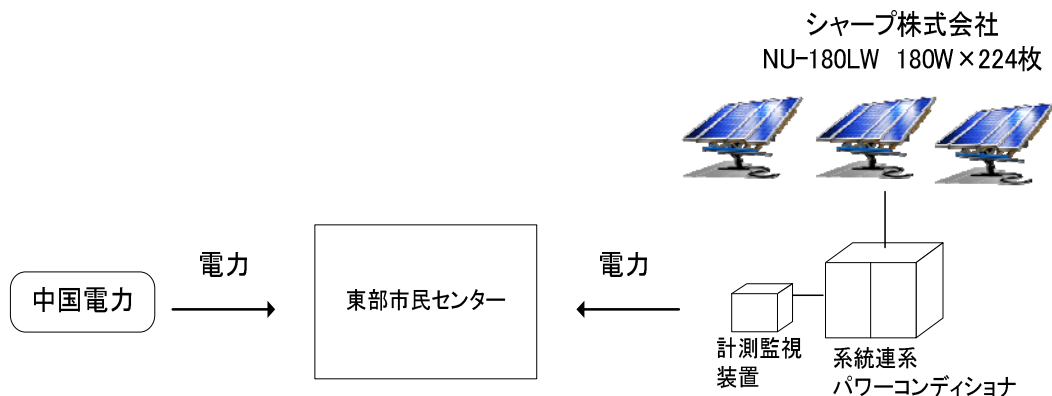 シャープ株式会社
NU-180LW 180W×224枚
電力
電力
中国電力
東部市民センター
計測監視
装置
系統連系
パワーコンディショナ